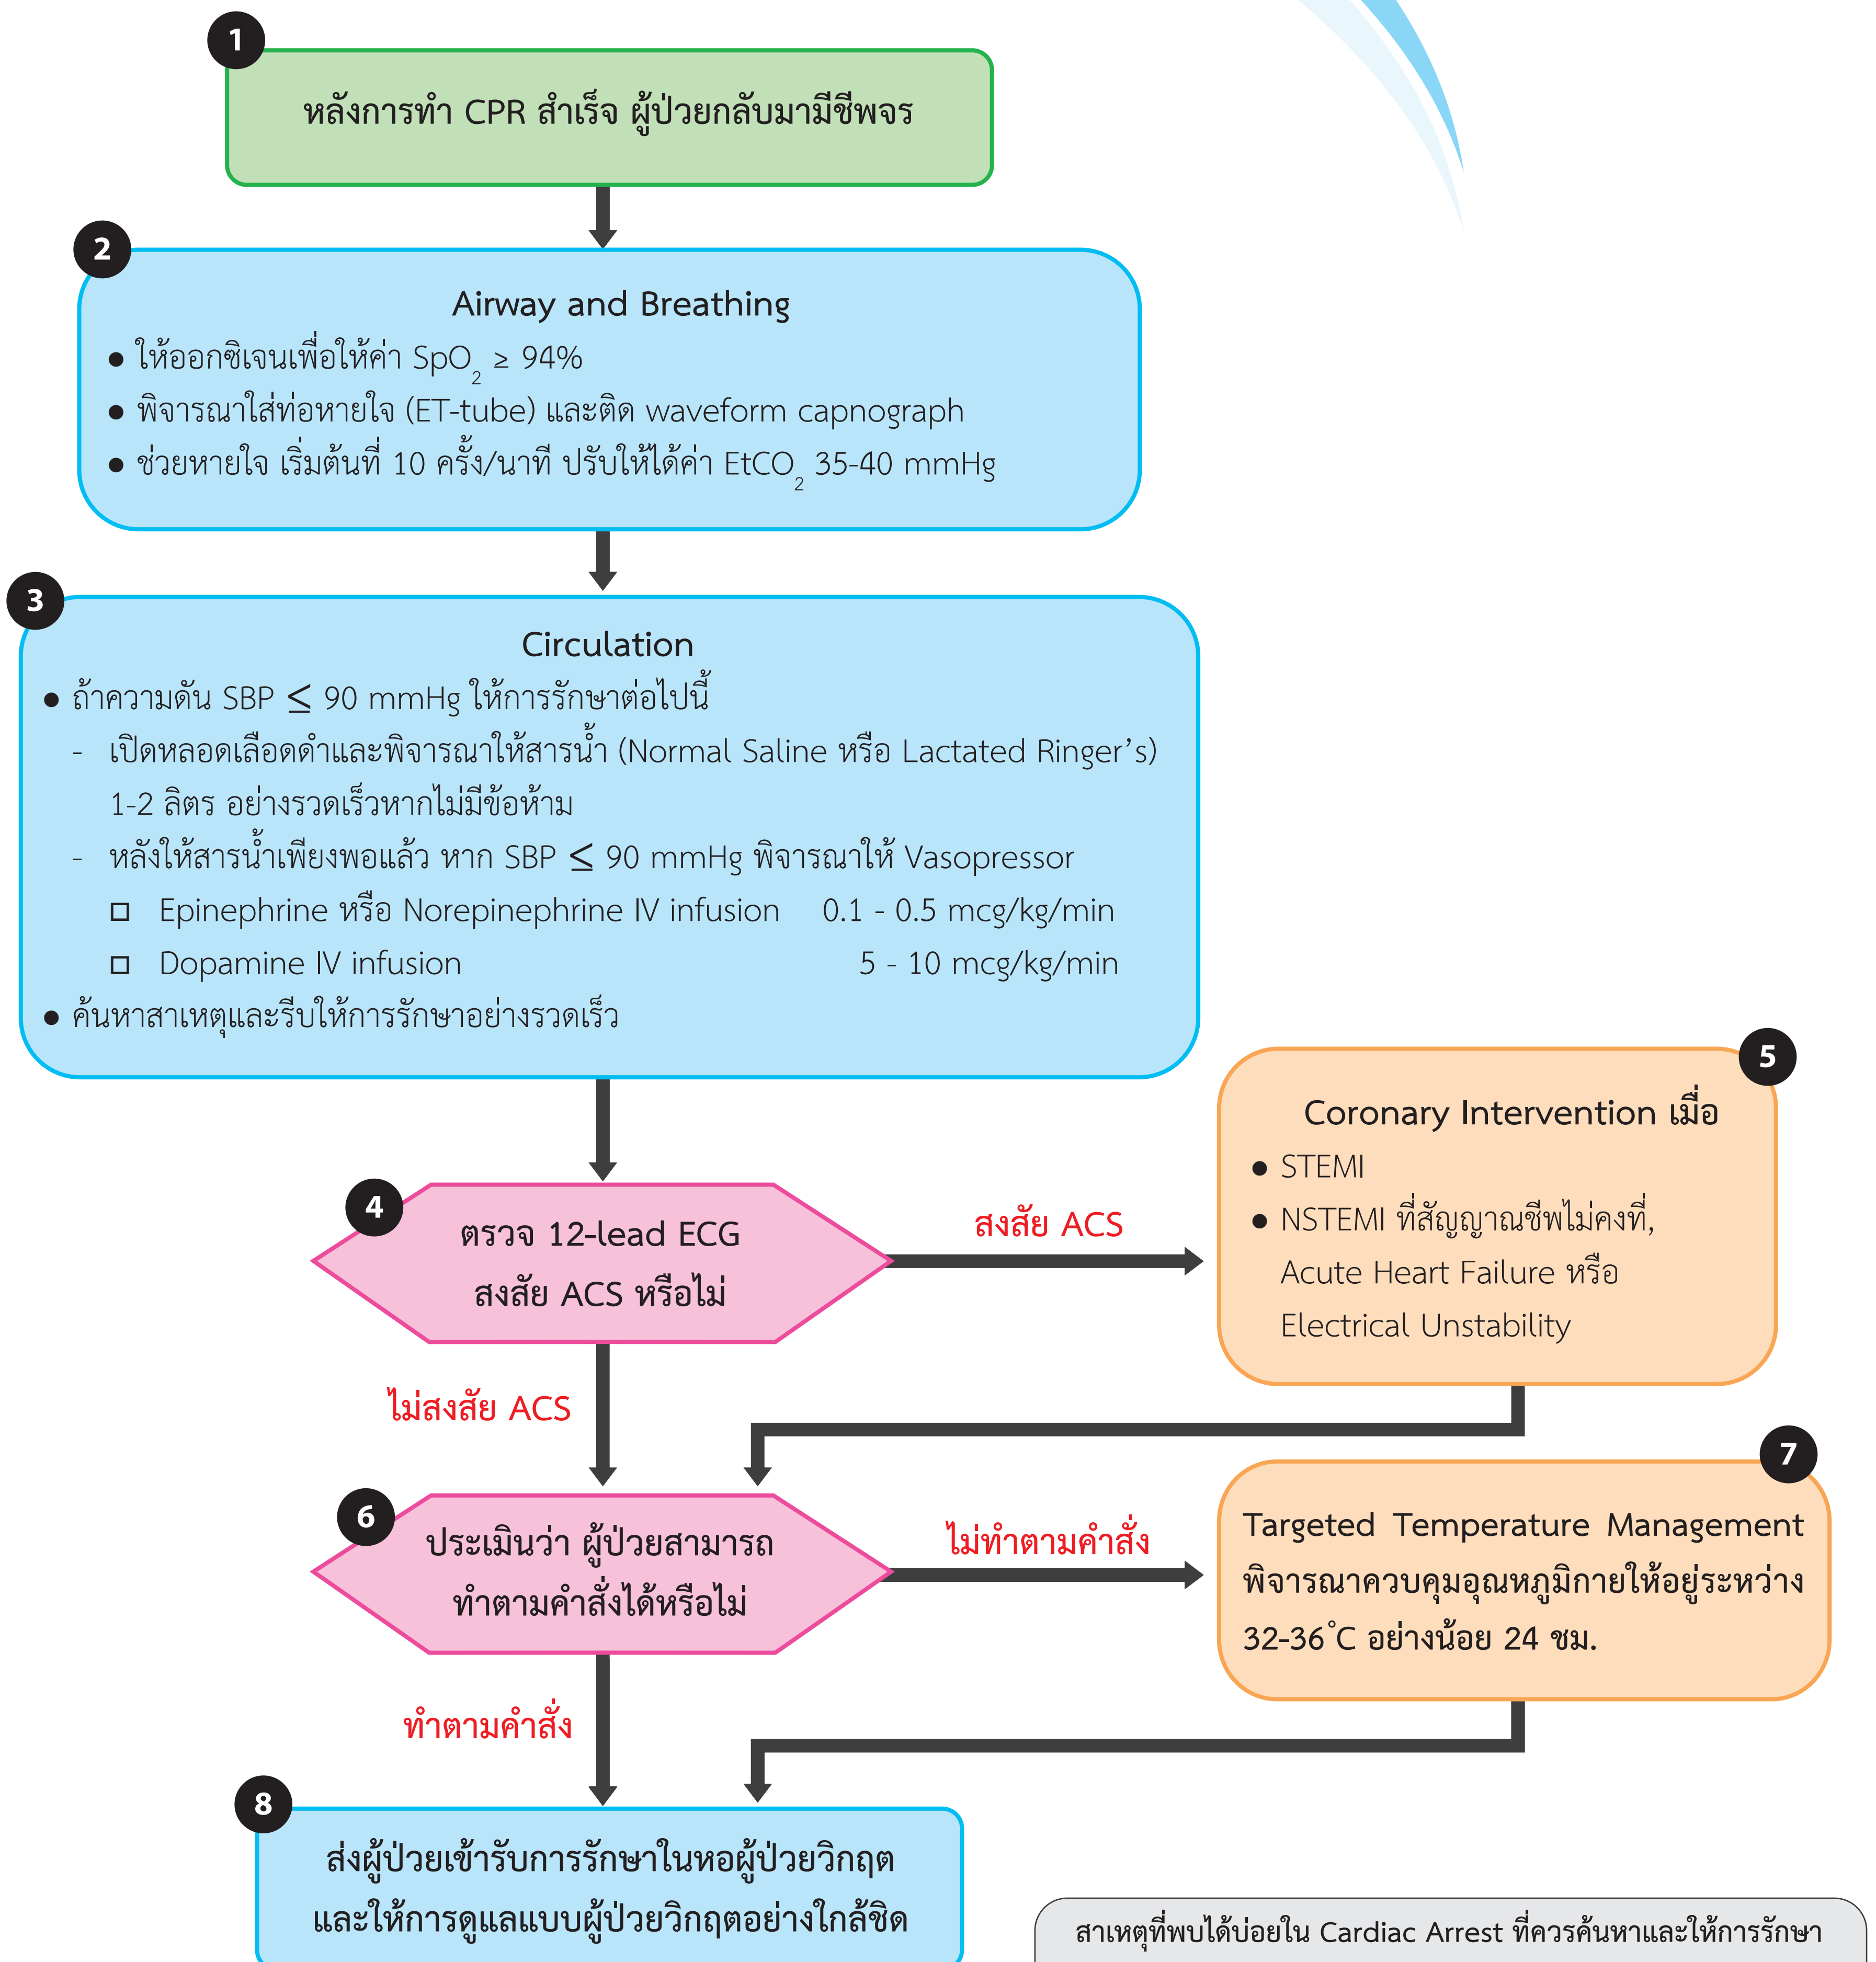 1
หลังการทำ CPR สำเร็จ ผู้ป่วยกลับมามีชีพจร
2
Airway and Breathing
● ให้ออกซิเจนเพื่อให้ค่า SpO₂ ≥ 94%
● พิจารณาใส่ท่อหายใจ (ET-tube) และติด waveform capnograph
● ช่วยหายใจ เริ่มต้นที่ 10 ครั้ง/นาที ปรับให้ได้ค่า EtCO₂ 35-40 mmHg
3
Circulation
● ถ้าความดัน SBP ≤ 90 mmHg ให้การรักษาต่อไปนี้
- เปิดหลอดเลือดดำและพิจารณาให้สารน้ำ (Normal Saline หรือ Lactated Ringer’s)
1-2 ลิตร อย่างรวดเร็วหากไม่มีข้อห้าม
- หลังให้สารน้ำเพียงพอแล้ว หาก SBP ≤ 90 mmHg พิจารณาให้ Vasopressor
□ Epinephrine หรือ Norepinephrine IV infusion 0.1 - 0.5 mcg/kg/min
□ Dopamine IV infusion 5 - 10 mcg/kg/min
● ค้นหาสาเหตุและรีบให้การรักษาอย่างรวดเร็ว
4
ตรวจ 12-lead ECG
สงสัย ACS หรือไม่
สงสัย ACS
5
Coronary Intervention เมื่อ
● STEMI
● NSTEMI ที่สัญญาณชีพไม่คงที่,
Acute Heart Failure หรือ
Electrical Unstability
ไม่สงสัย ACS
6
ประเมินว่า ผู้ป่วยสามารถ
ทำตามคำสั่งได้หรือไม่
ไม่ทำตามคำสั่ง
7
Targeted Temperature Management
พิจารณาควบคุมอุณหภูมิกายให้อยู่ระหว่าง
32-36˚C อย่างน้อย 24 ชม.
ทำตามคำสั่ง
8
ส่งผู้ป่วยเข้ารับการรักษาในหอผู้ป่วยวิกฤต
และให้การดูแลแบบผู้ป่วยวิกฤตอย่างใกล้ชิด
สาเหตุที่พบได้บ่อยใน Cardiac Arrest ที่ควรค้นหาและให้การรักษา